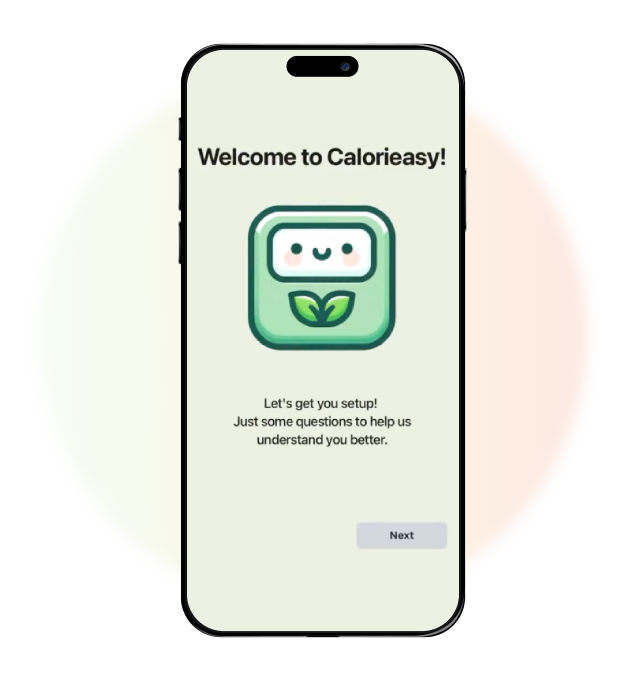 Welcome to Calorieasy!
Let's get you setup!
Just some questions to help us
understand you better.
Next